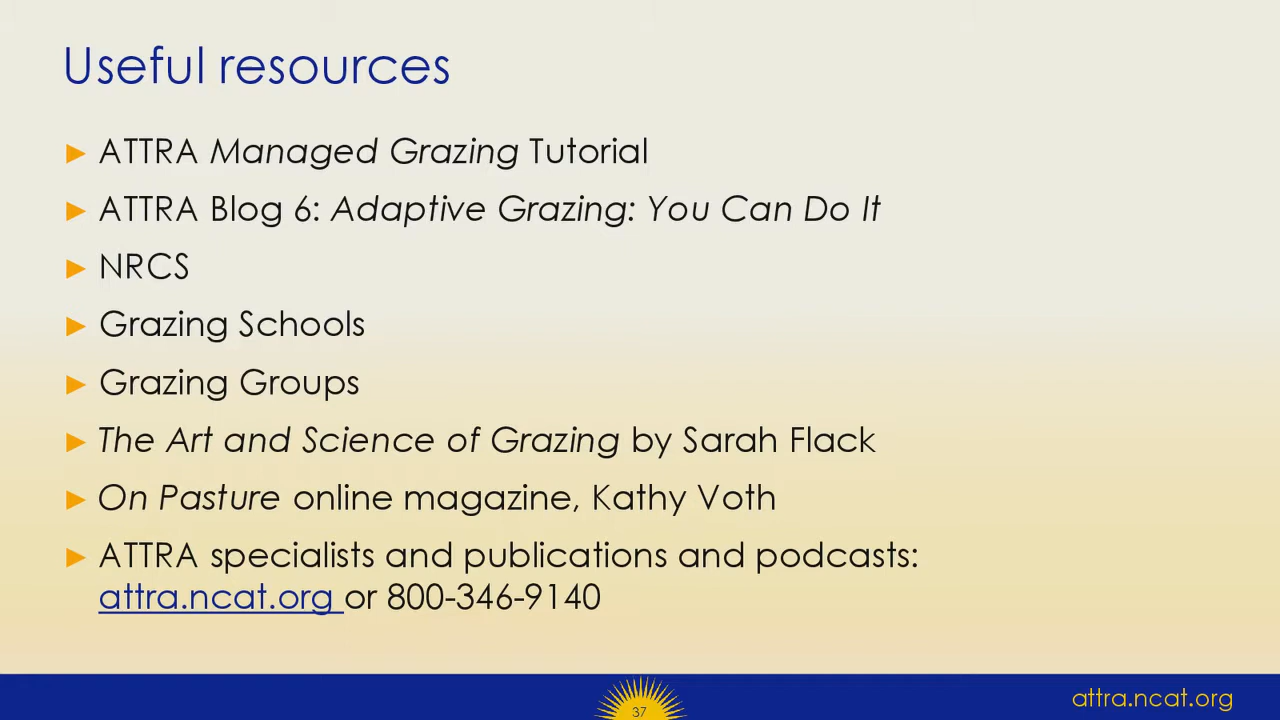 Useful resources
► ATTRA Managed Grazing Tutorial
► ATTRA Blog 6: Adaptive Grazing: You Can Do It
► NRCS
► Grazing Schools
► Grazing Groups
► The Art and Science of Grazing by Sarah Flack
► On Pasture online magazine, Kathy Voth
► ATTRA specialists and publications and podcasts:
attra.ncat.org or 800-346-9140
37
attra.ncat.org